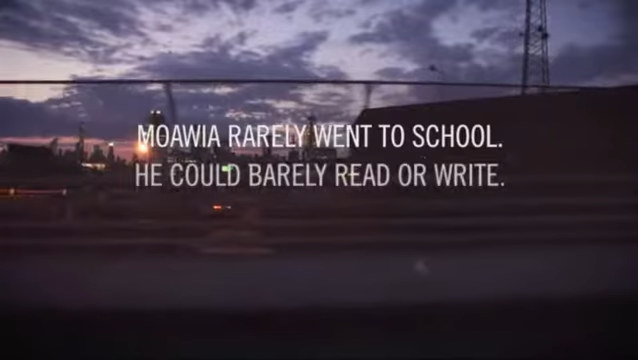 MOAWIA RARELY WENT TO SCHOOL.
HE COULD BARELY READ OR WRITE.